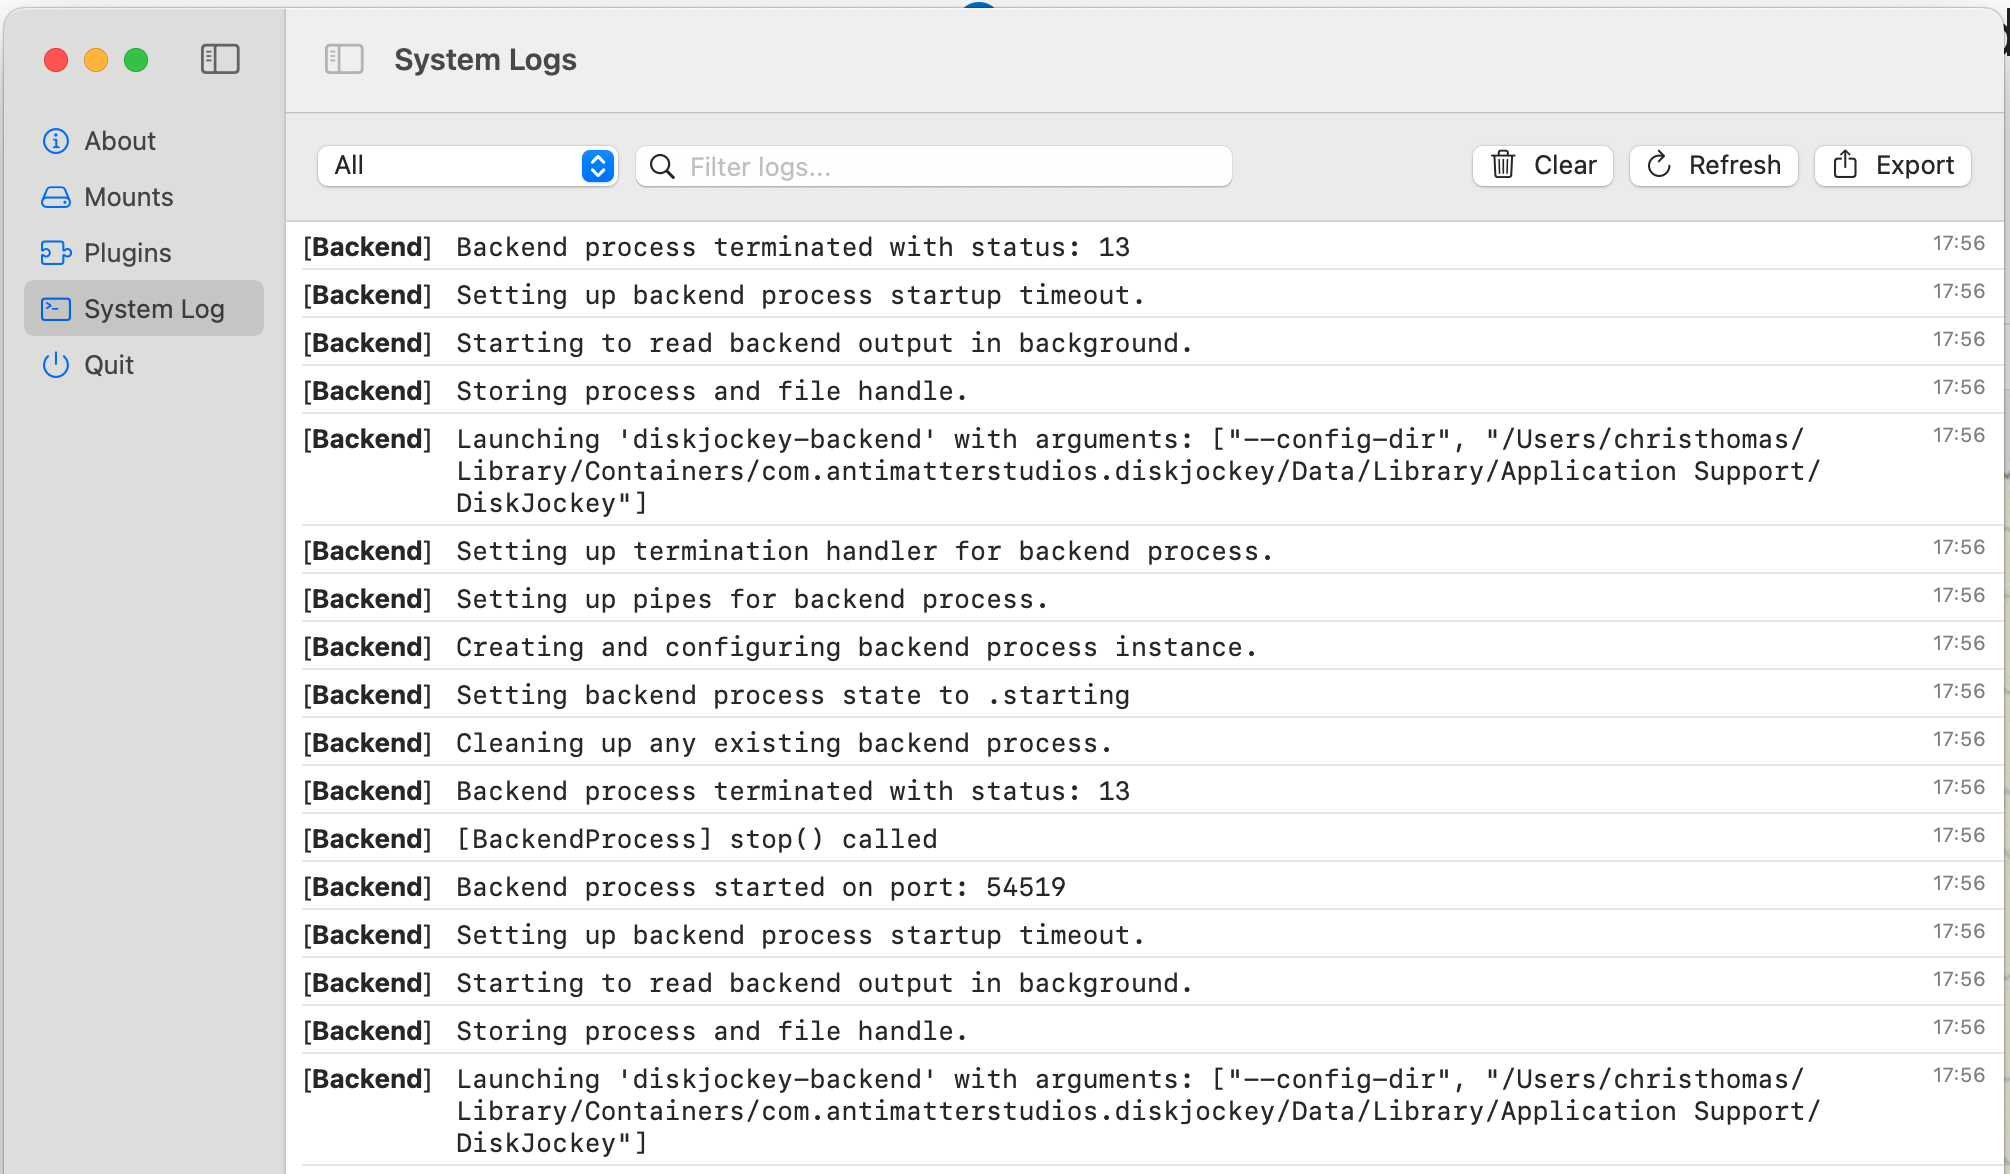 System Logs
About
Mounts
Plugins
System Log
Quit
All
Filter logs...
Clear
Refresh
Export
[Backend] Backend process terminated with status: 13 17:56
[Backend] Setting up backend process startup timeout. 17:56
[Backend] Starting to read backend output in background. 17:56
[Backend] Storing process and file handle. 17:56
[Backend] Launching 'diskjockey-backend' with arguments: ["--config-dir", "/Users/christhomas/ 17:56
Library/Containers/com.antimatterstudios.diskjockey/Data/Library/Application Support/
DiskJockey"]
[Backend] Setting up termination handler for backend process. 17:56
[Backend] Setting up pipes for backend process. 17:56
[Backend] Creating and configuring backend process instance. 17:56
[Backend] Setting backend process state to .starting 17:56
[Backend] Cleaning up any existing backend process. 17:56
[Backend] Backend process terminated with status: 13 17:56
[Backend] [BackendProcess] stop() called 17:56
[Backend] Backend process started on port: 54519 17:56
[Backend] Setting up backend process startup timeout. 17:56
[Backend] Starting to read backend output in background. 17:56
[Backend] Storing process and file handle. 17:56
[Backend] Launching 'diskjockey-backend' with arguments: ["--config-dir", "/Users/christhomas/ 17:56
Library/Containers/com.antimatterstudios.diskjockey/Data/Library/Application Support/
DiskJockey"]